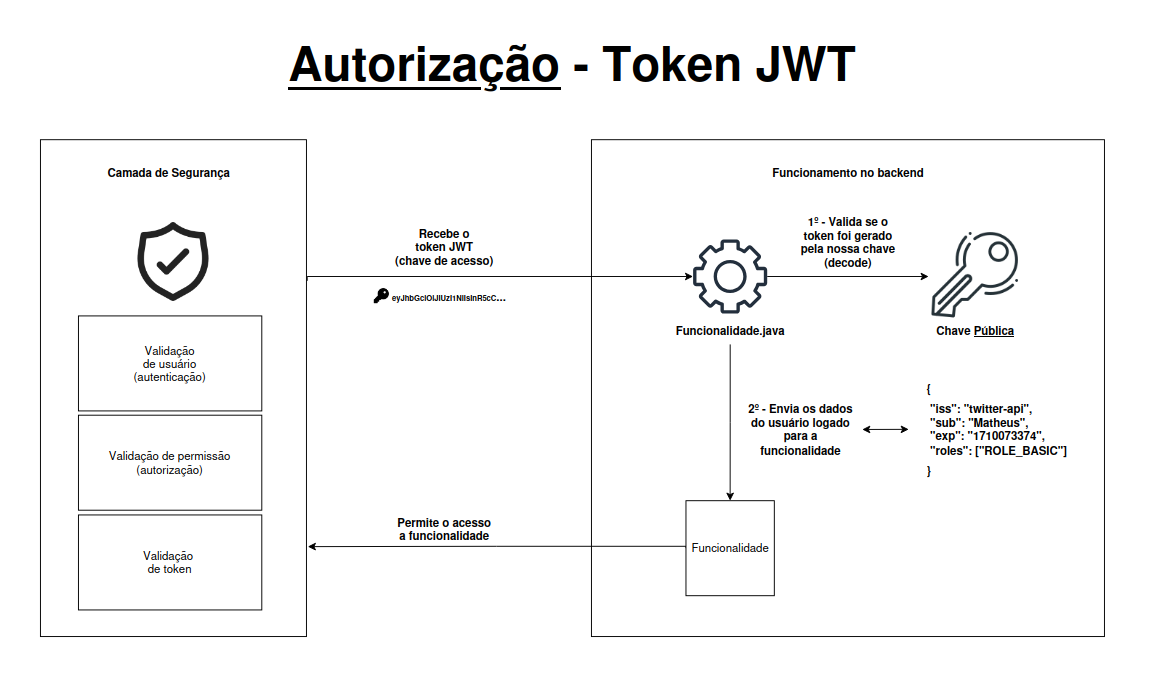 Autorização - Token JWT
Camada de Segurança
Validação
de usuário
(autenticação)
Validação de permissão
(autorização)
Validação
de token
Recebe o
token JWT
(chave de acesso)
eyJhbGciOiJIUzI1NiIsInR5cC...
Permite o acesso
a funcionalidade
Funcionamento no backend
1º - Valida se o
token foi gerado
pela nossa chave
(decode)
Funcionalidade.java
Chave Pública
2º - Envia os dados
do usuário logado
para a
funcionalidade
{
"iss": "twitter-api",
"sub": "Matheus",
"exp": "1710073374",
"roles": ["ROLE_BASIC"]
}
Funcionalidade